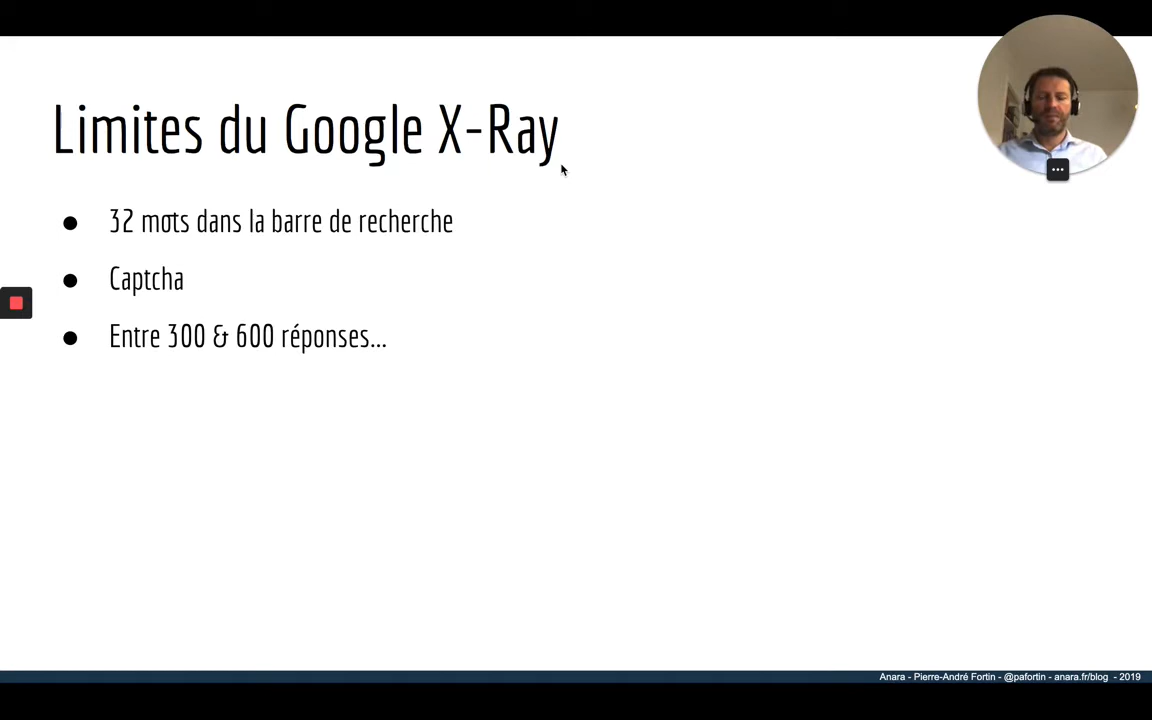 Limites du Google X-Ray
● 32 mots dans la barre de recherche
● Captcha
● Entre 300 & 600 réponses...
Anara - Pierre-André Fortin - @pafortin - anara.fr/blog - 2019